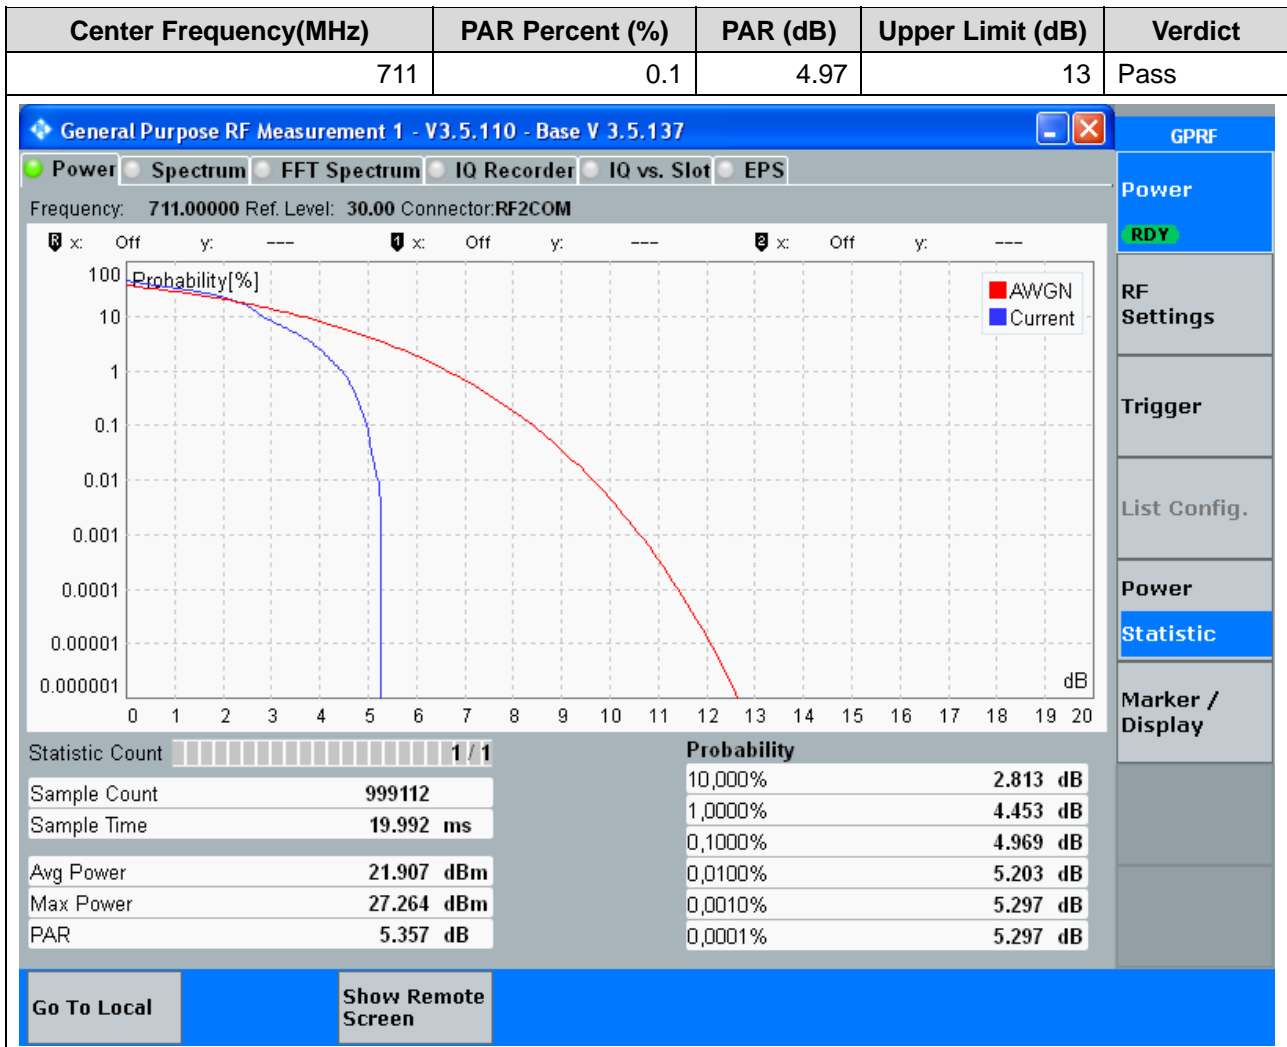 Center Frequency(MHz) PAR Percent (%) PAR (dB) Upper Limit (dB) Verdict
711 0.1 4.97 13 Pass
General Purpose RF Measurement 1 - V3.5.110 - Base V 3.5.137
GPRF
Power Spectrum FFT Spectrum IQ Recorder IQ vs. Slot EPS
Frequency: 711.00000 Ref. Level: 30.00 Connector:RF2COM
R x: Off y: --- 1 x: Off y: --- 2 x: Off y: ---
Power
RDY
RF
Settings
Trigger
List Config.
Power
Statistic
Marker /
Display
Probability[%]
AWGN
Current
100
10
1
0.1
0.01
0.001
0.0001
0.00001
0.000001
dB
0 1 2 3 4 5 6 7 8 9 10 11 12 13 14 15 16 17 18 19 20
Statistic Count 1 / 1
Sample Count 999112
Sample Time 19.992 ms
Avg Power 21.907 dBm
Max Power 27.264 dBm
PAR 5.357 dB
Probability
10,000% 2.813 dB
1,0000% 4.453 dB
0,1000% 4.969 dB
0,0100% 5.203 dB
0,0010% 5.297 dB
0,0001% 5.297 dB
Go To Local
Show Remote
Screen